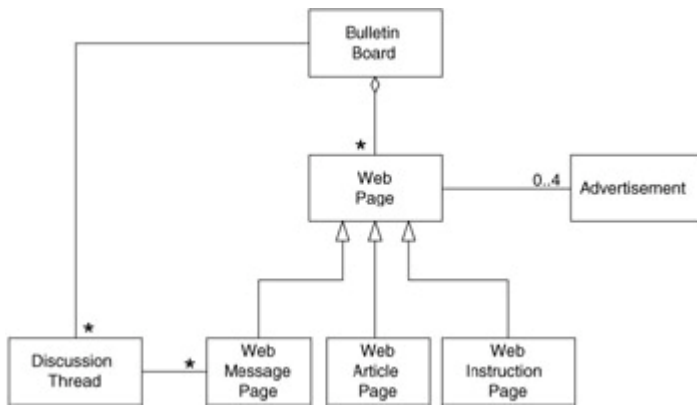 Bulletin
Board
*
Web
Page
0..4
Advertisement
*
Discussion
Thread
*
Web
Message
Page
Web
Article
Page
Web
Instruction
Page